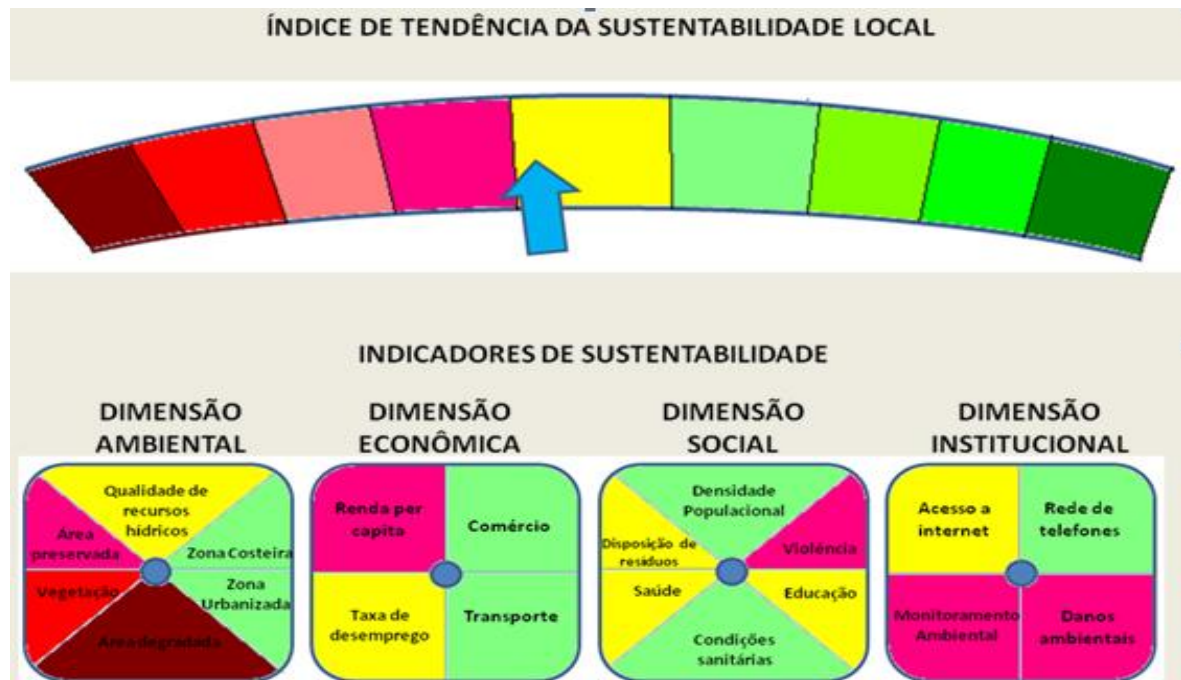 ÍNDICE DE TENDÊNCIA DA SUSTENTABILIDADE LOCAL
INDICADORES DE SUSTENTABILIDADE
DIMENSÃO
AMBIENTAL
DIMENSÃO
ECONÔMICA
DIMENSÃO
SOCIAL
DIMENSÃO
INSTITUCIONAL
Qualidade de
recursos
hídricos
Area
preservada
Zona Costeira
Vegetação
Zona
Urbanizada
Area degradada
Renda per
capita
Comércio
Taxa de
desemprego
Transporte
Densidade
Populacional
Disposição de
resíduos
Violência
Saúde
Educação
Condições
sanitárias
Acesso a
internet
Rede de
telefones
Monitoramento
Ambiental
Danos
ambientais